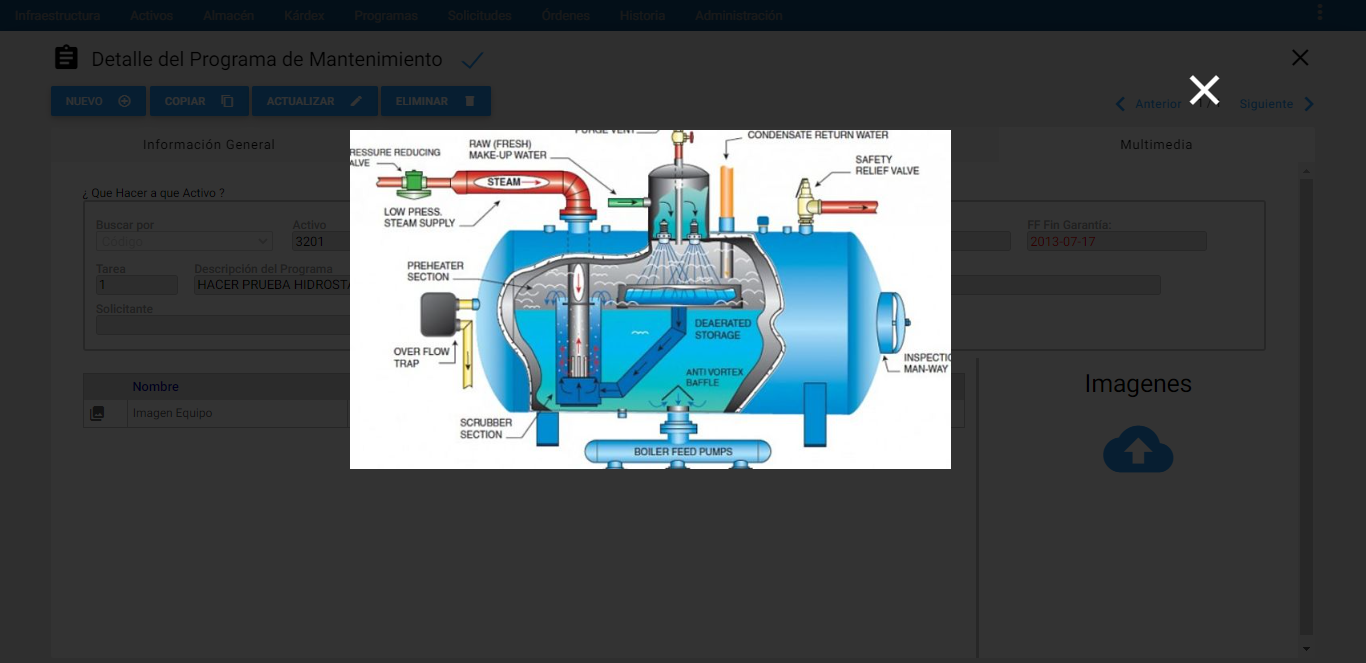 Infraestructura Activos Almacén Kárdex Programas Solicitudes Órdenes Historia Administración
Detalle del Programa de Mantenimiento
NUEVO COPIAR ACTUALIZAR ELIMINAR
Anterior Siguiente
Información General Multimedia
¿ Que Hacer a que Activo ?
Buscar por Activo FF Fin Garantía:
Código 3201 2013-07-17
Tarea Descripción del Programa
1 HACER PRUEBA HIDROSTA
Solicitante
Nombre
Imagen Equipo
Imagenes
PURGE VENT
CONDENSATE RETURN WATER
RAW (FRESH)
MAKE-UP WATER
RESSURE REDUCING
ALVE
SAFETY
RELIEF VALVE
STEAM
LOW PRESS.
STEAM SUPPLY
PREHEATER
SECTION
DEAERATED
STORAGE
OVER FLOW
TRAP
INSPECTIO
MAN-WAY
ANTI VORTEX
BAFFLE
SCRUBBER
SECTION
BOILER FEED PUMPS